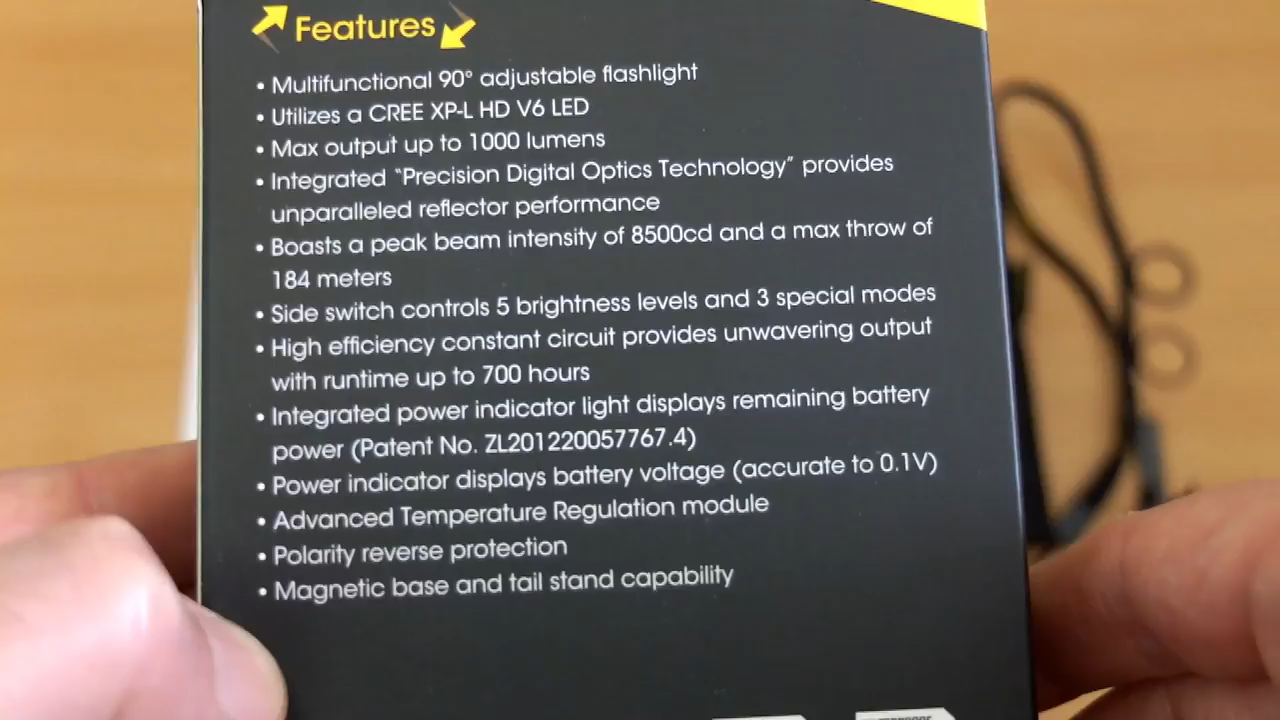 Features
• Multifunctional 90° adjustable flashlight
• Utilizes a CREE XP-L HD V6 LED
• Max output up to 1000 lumens
• Integrated “Precision Digital Optics Technology” provides
unparalleled reflector performance
• Boasts a peak beam intensity of 8500cd and a max throw of
184 meters
• Side switch controls 5 brightness levels and 3 special modes
• High efficiency constant circuit provides unwavering output
with runtime up to 700 hours
• Integrated power indicator light displays remaining battery
power (Patent No. ZL201220057767.4)
• Power indicator displays battery voltage (accurate to 0.1V)
• Advanced Temperature Regulation module
• Polarity reverse protection
• Magnetic base and tail stand capability